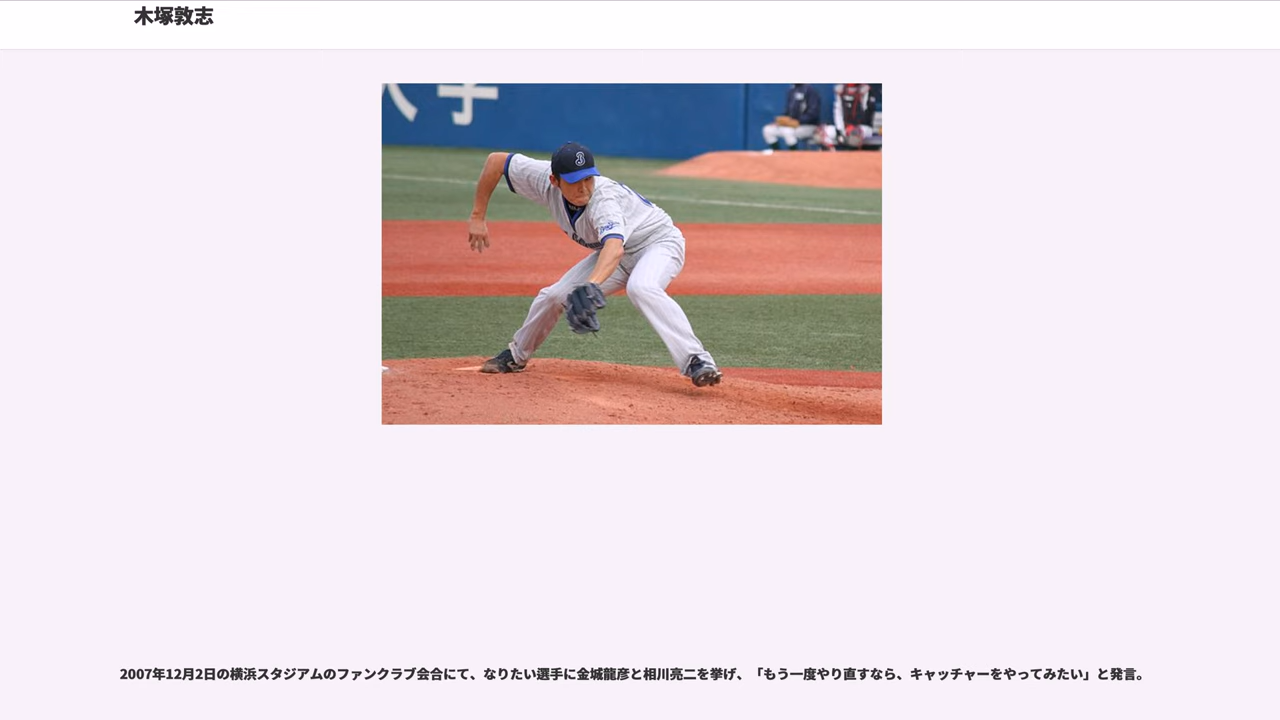 木塚敦志
大学
2007年12月2日の横浜スタジアムのファンクラブ会合にて、なりたい選手に金城龍彦と相川亮二を挙げ、「もう一度やり直すなら、キャッチャーをやってみたい」と発言。